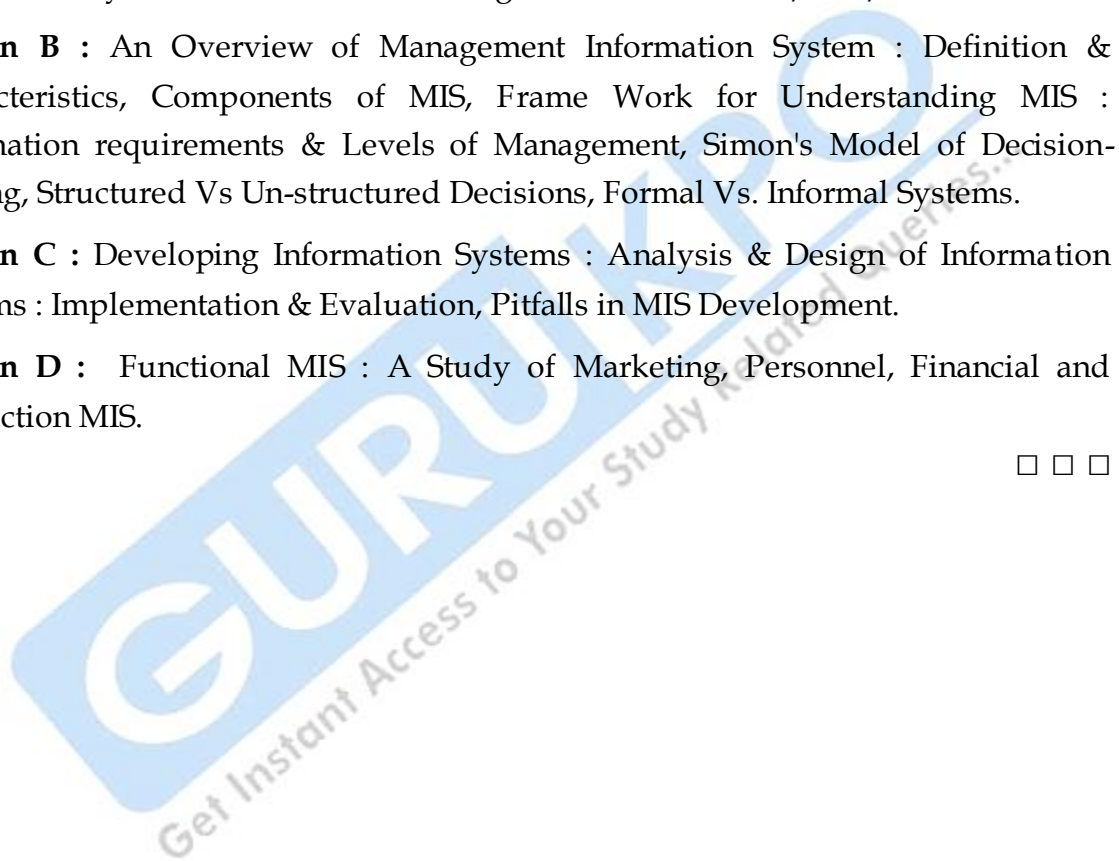 n B : An Overview of Management Information System : Definition &
cteristics, Components of MIS, Frame Work for Understanding MIS :
nation requirements & Levels of Management, Simon's Model of Decision-
ng, Structured Vs Un-structured Decisions, Formal Vs. Informal Systems.
n C : Developing Information Systems : Analysis & Design of Information
ms : Implementation & Evaluation, Pitfalls in MIS Development.
n D : Functional MIS : A Study of Marketing, Personnel, Financial and
ction MIS.
□ □ □
GURUKPO
Get Instant Access to Your Study Related Queries...